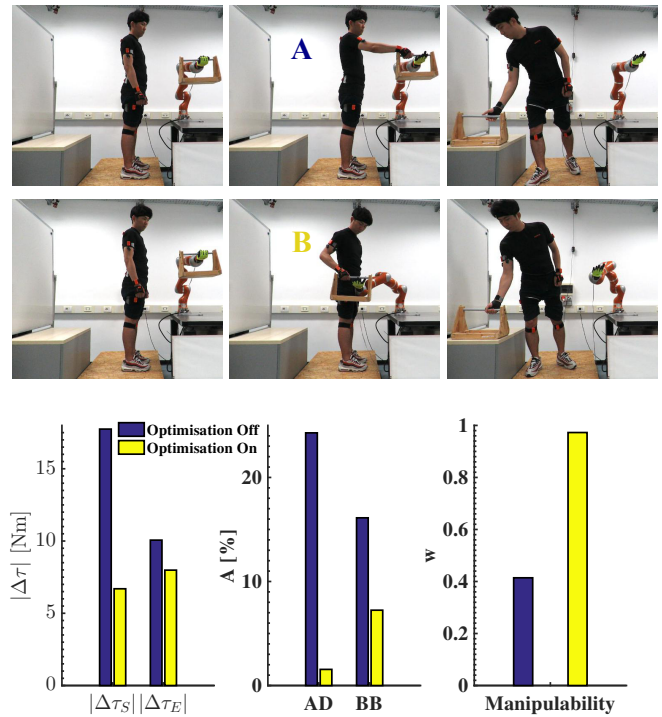 A
B
Optimisation Off
Optimisation On
|Δτ| [Nm]
15
10
5
0
|Δτ_S| |Δτ_E|
A [%]
20
10
0
AD BB
w
1
0.8
0.6
0.4
0.2
0
Manipulability